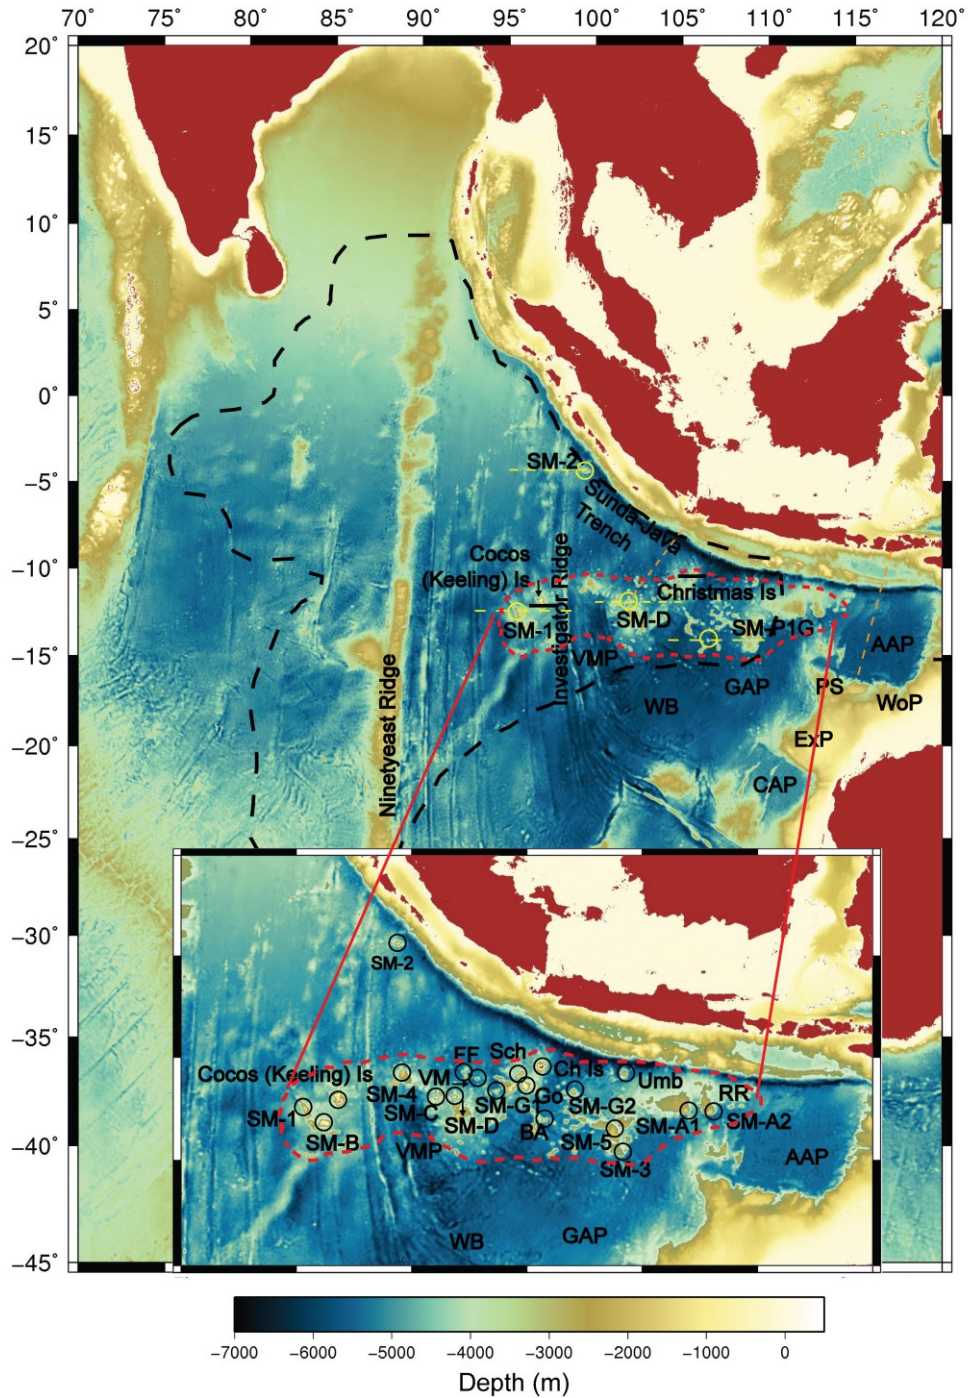 70° 75° 80° 85° 90° 95° 100° 105° 110° 115° 120°
20°
15°
10°
5°
0°
−5°
−10°
−15°
−20°
−25°
−30°
−35°
−40°
−45°
SM-2
Sunda-Java
Trench
Cocos
(Keeling) Is
Investigator Ridge
Christmas Is
SM-1
SM-D
SM-P1G
VMP
AAP
GAP
PS
WB
WoP
Ninetyeast Ridge
ExP
CAP
SM-2
Sch
FF
Cocos (Keeling) Is
VM
Ch Is
Umb
SM-4
Go
RR
SM-1
SM-C
SM-G1
SM-G2
SM-B
SM-D
BA
SM-A1
SM-A2
VMP
SM-5
SM-3
AAP
WB
GAP
−7000 −6000 −5000 −4000 −3000 −2000 −1000 0
Depth (m)